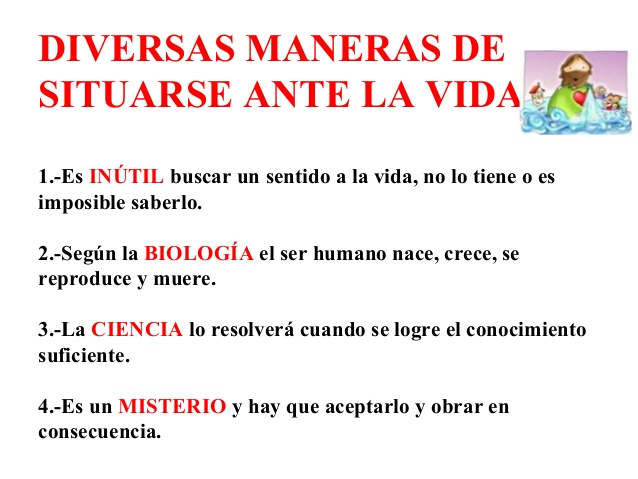 DIVERSAS MANERAS DE
SITUARSE ANTE LA VIDA
1.-Es INÚTIL buscar un sentido a la vida, no lo tiene o es
imposible saberlo.
2.-Según la BIOLOGÍA el ser humano nace, crece, se
reproduce y muere.
3.-La CIENCIA lo resolverá cuando se logre el conocimiento
suficiente.
4.-Es un MISTERIO y hay que aceptarlo y obrar en
consecuencia.